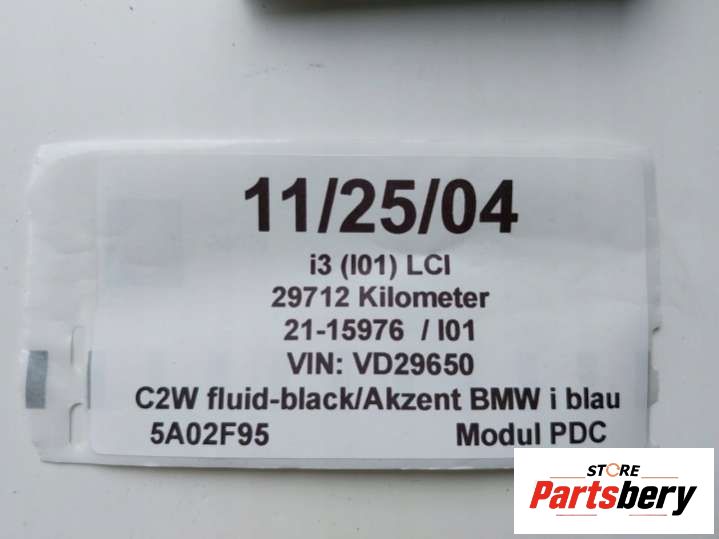 11/25/04
i3 (I01) LCI
29712 Kilometer
21-15976 / I01
VIN: VD29650
C2W fluid-black/Akzent BMW i blau
5A02F95 Modul PDC
STORE
Partsbery